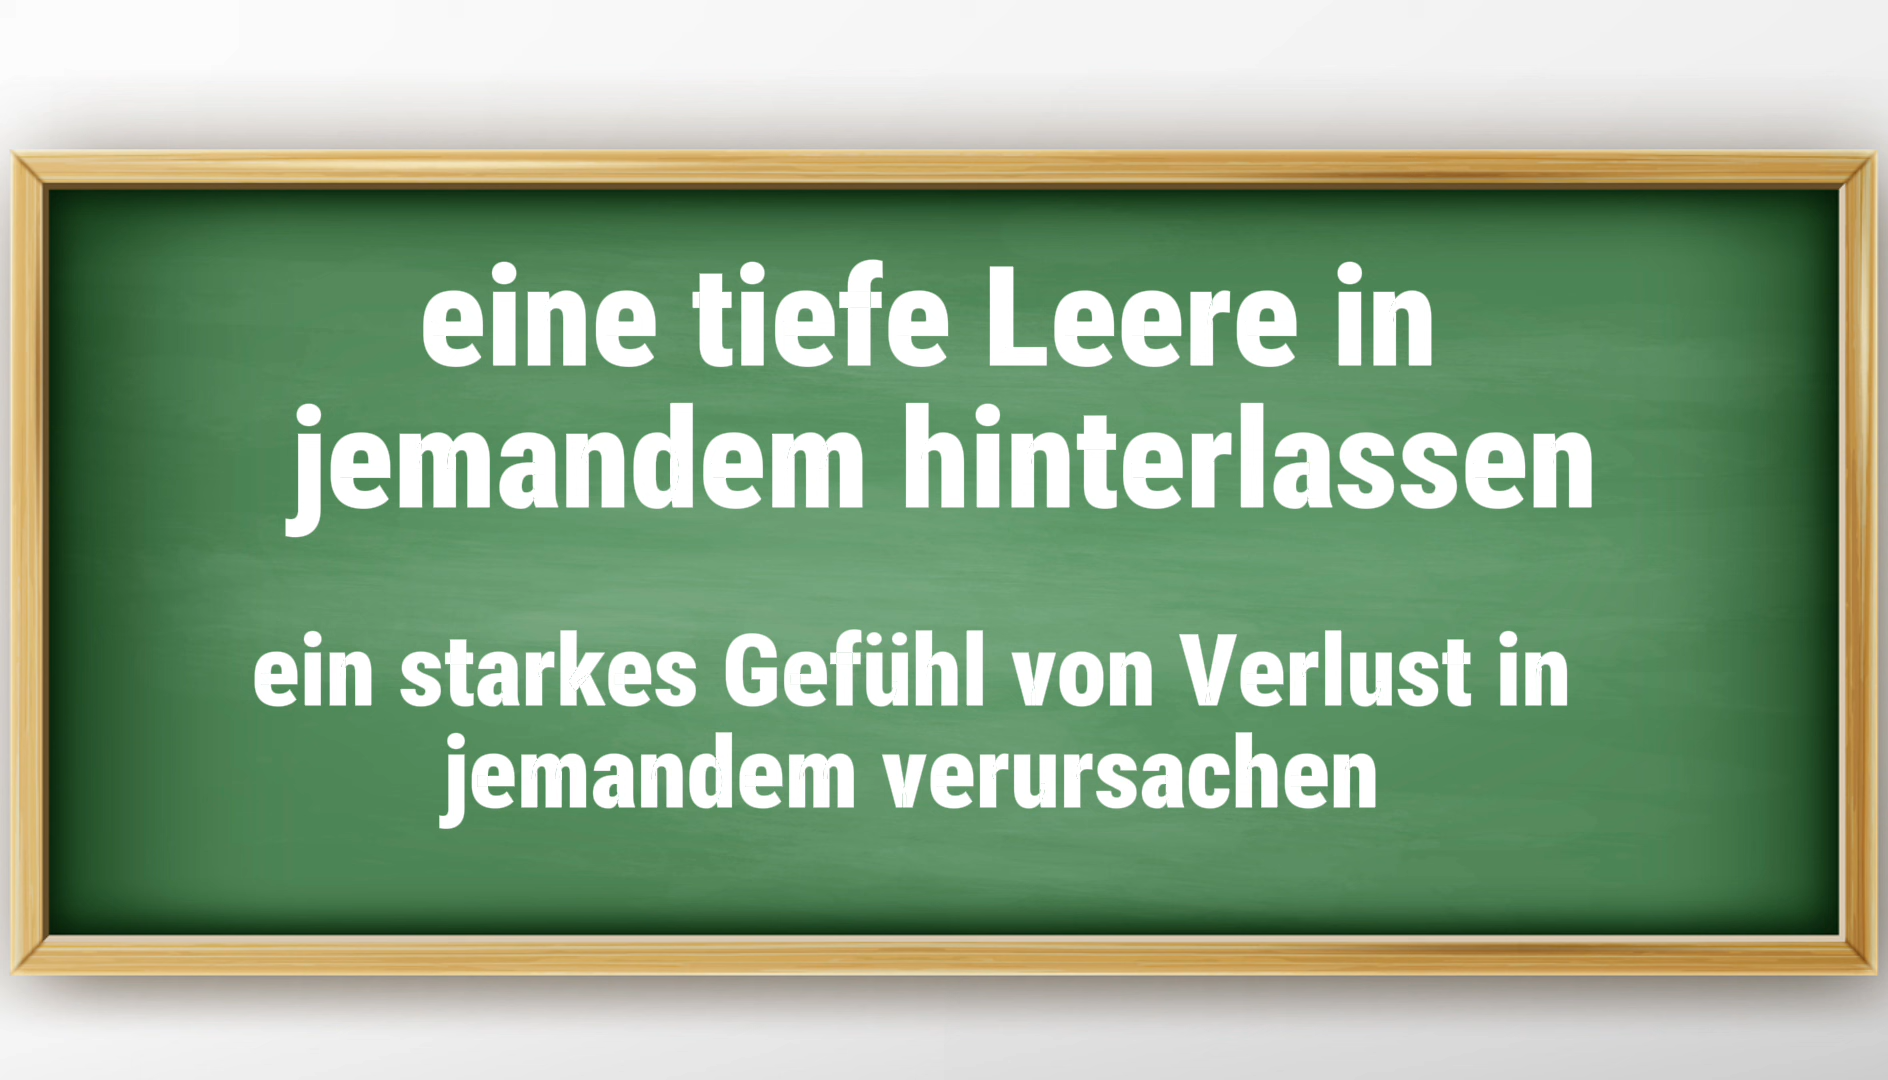 eine tiefe Leere in
jemandem hinterlassen
ein starkes Gefühl von Verlust in
jemandem verursachen